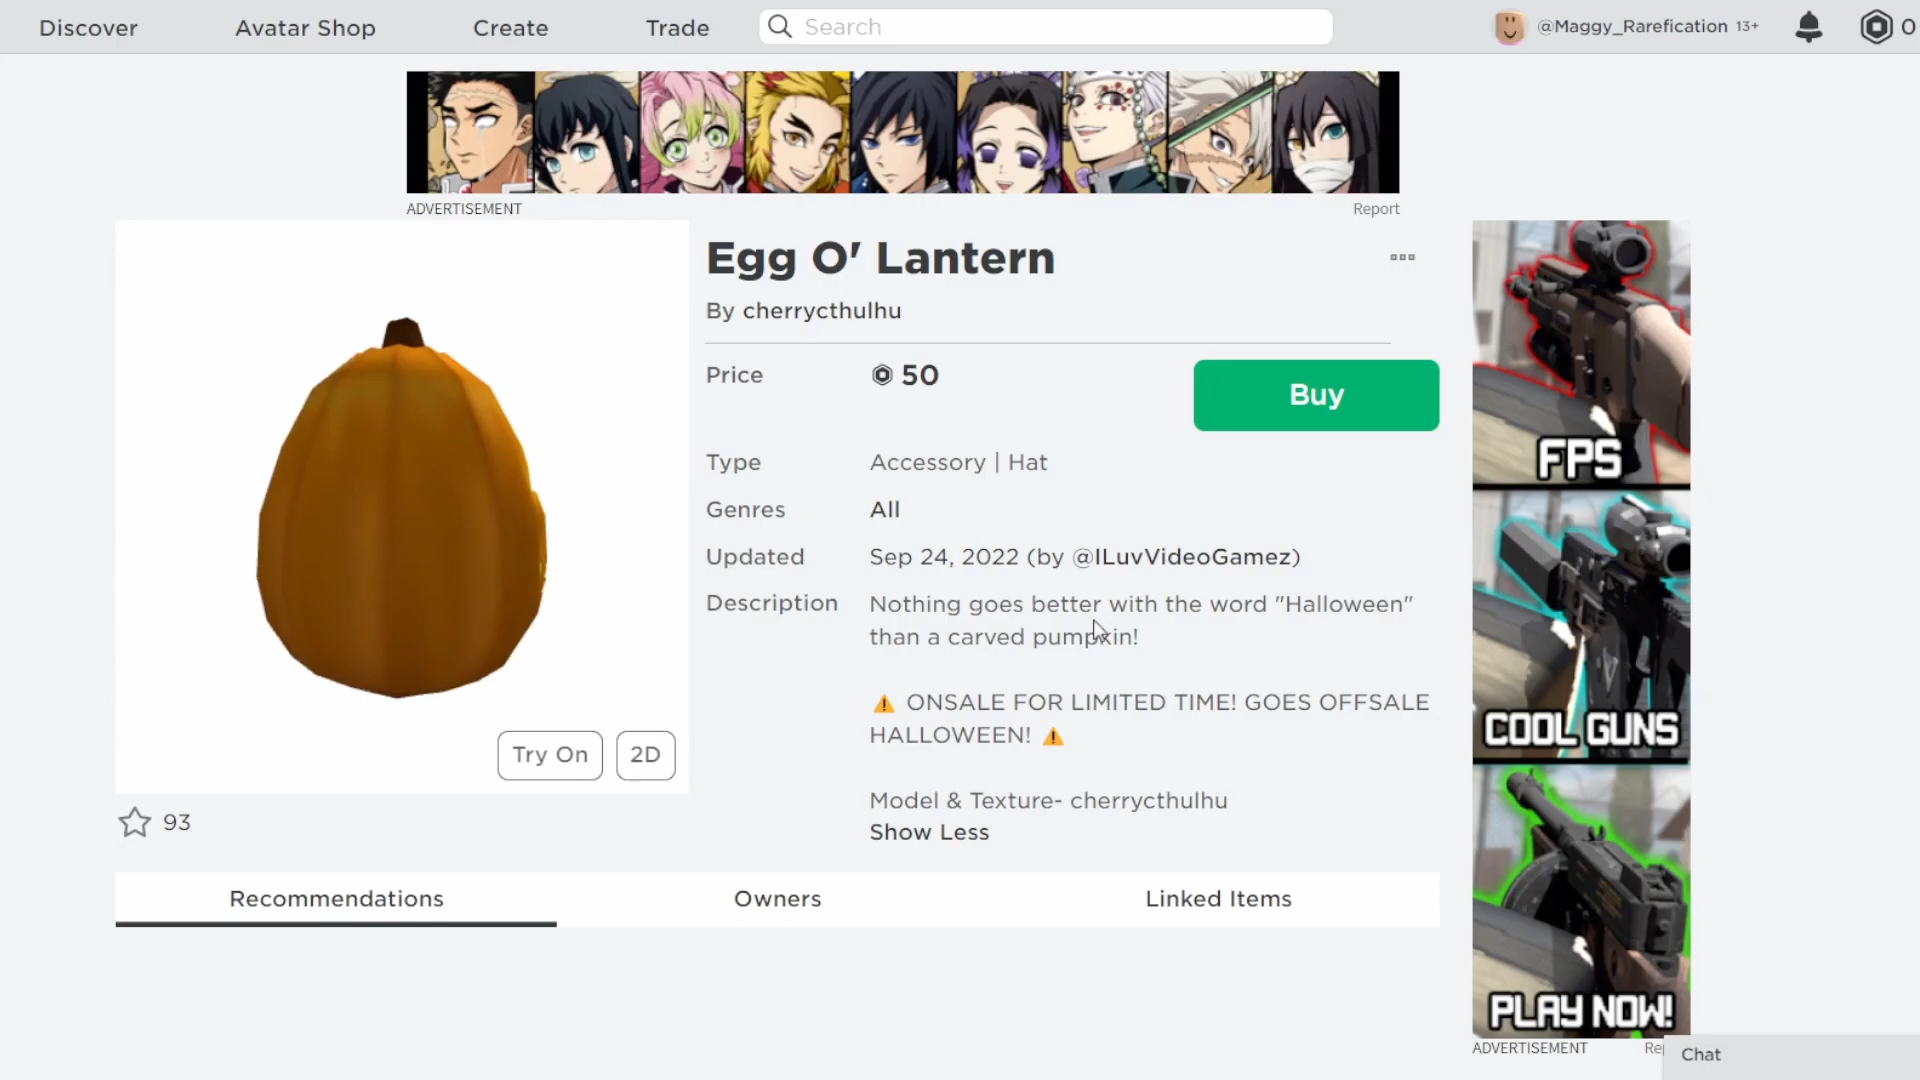 Discover
Avatar Shop
Create
Trade
Search
@Maggy_Rarefication 13+
0
ADVERTISEMENT
Report
Egg O' Lantern
By cherrycthulhu
Price
50
Buy
Type
Accessory | Hat
Genres
All
Updated
Sep 24, 2022 (by @ILuvVideoGamez)
Description
Nothing goes better with the word "Halloween"
than a carved pumpkin!
⚠ ONSALE FOR LIMITED TIME! GOES OFFSALE
HALLOWEEN! ⚠
Model & Texture- cherrycthulhu
Show Less
Try On
2D
93
Recommendations
Owners
Linked Items
FPS
COOL GUNS
PLAY NOW!
ADVERTISEMENT
Rep
Chat